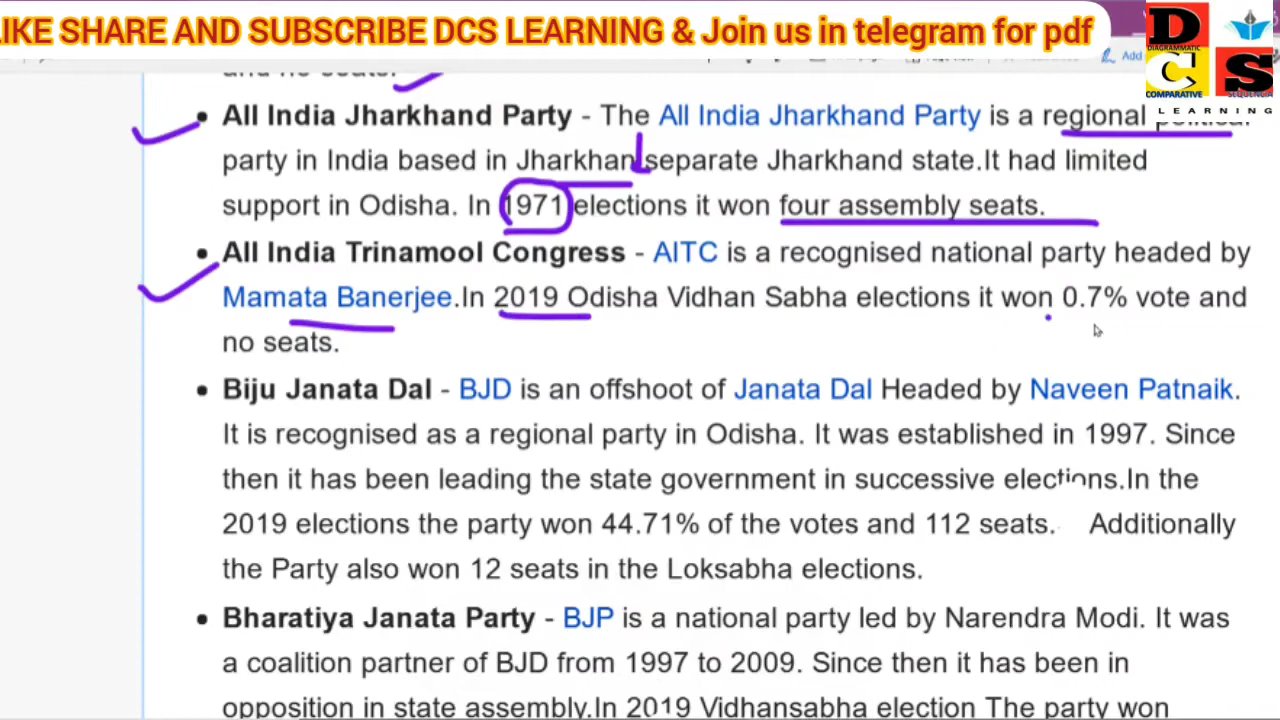 LIKE SHARE AND SUBSCRIBE DCS LEARNING & Join us in telegram for pdf
D C S
DIAGRAMMATIC
COMPARATIVE
LEARNING
Add
and no seats.
• All India Jharkhand Party - The All India Jharkhand Party is a regional political
party in India based in Jharkhan separate Jharkhand state.It had limited
support in Odisha. In 1971 elections it won four assembly seats.
• All India Trinamool Congress - AITC is a recognised national party headed by
Mamata Banerjee.In 2019 Odisha Vidhan Sabha elections it won 0.7% vote and
no seats.
• Biju Janata Dal - BJD is an offshoot of Janata Dal Headed by Naveen Patnaik.
It is recognised as a regional party in Odisha. It was established in 1997. Since
then it has been leading the state government in successive elections.In the
2019 elections the party won 44.71% of the votes and 112 seats. Additionally
the Party also won 12 seats in the Loksabha elections.
• Bharatiya Janata Party - BJP is a national party led by Narendra Modi. It was
a coalition partner of BJD from 1997 to 2009. Since then it has been in
opposition in state assembly.In 2019 Vidhansabha election The party won